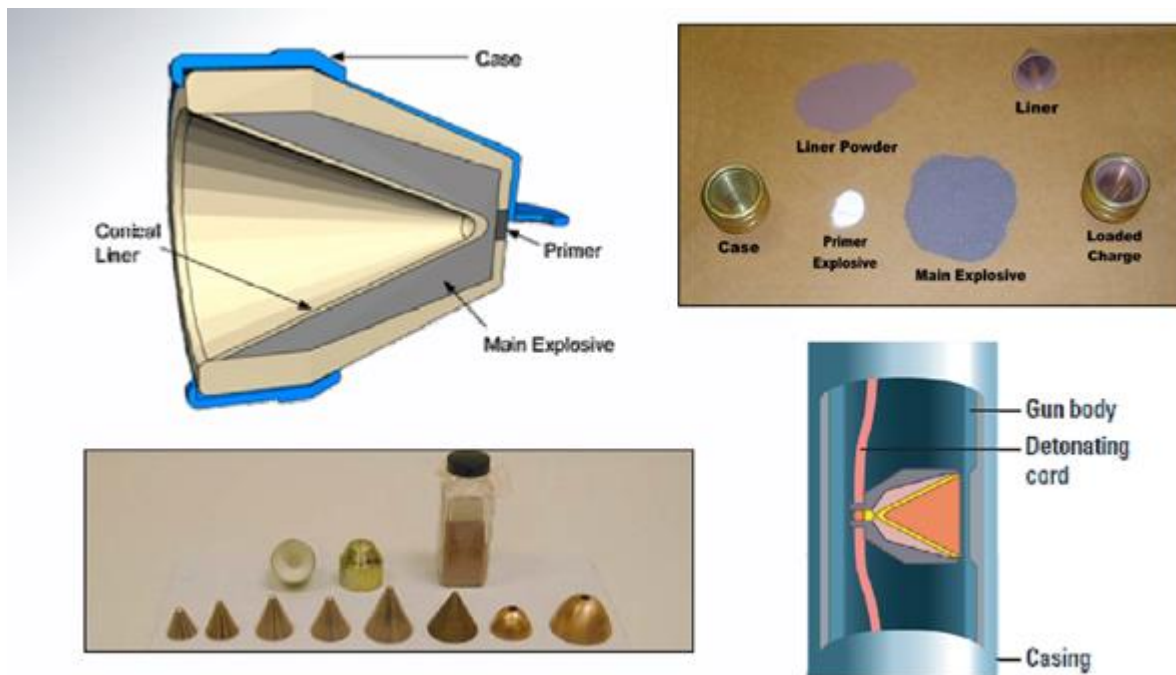 Case
Conical
Liner
Primer
Main Explosive
Liner Powder
Liner
Case
Primer
Explosive
Main Explosive
Loaded
Charge
Gun body
Detonating
cord
Casing